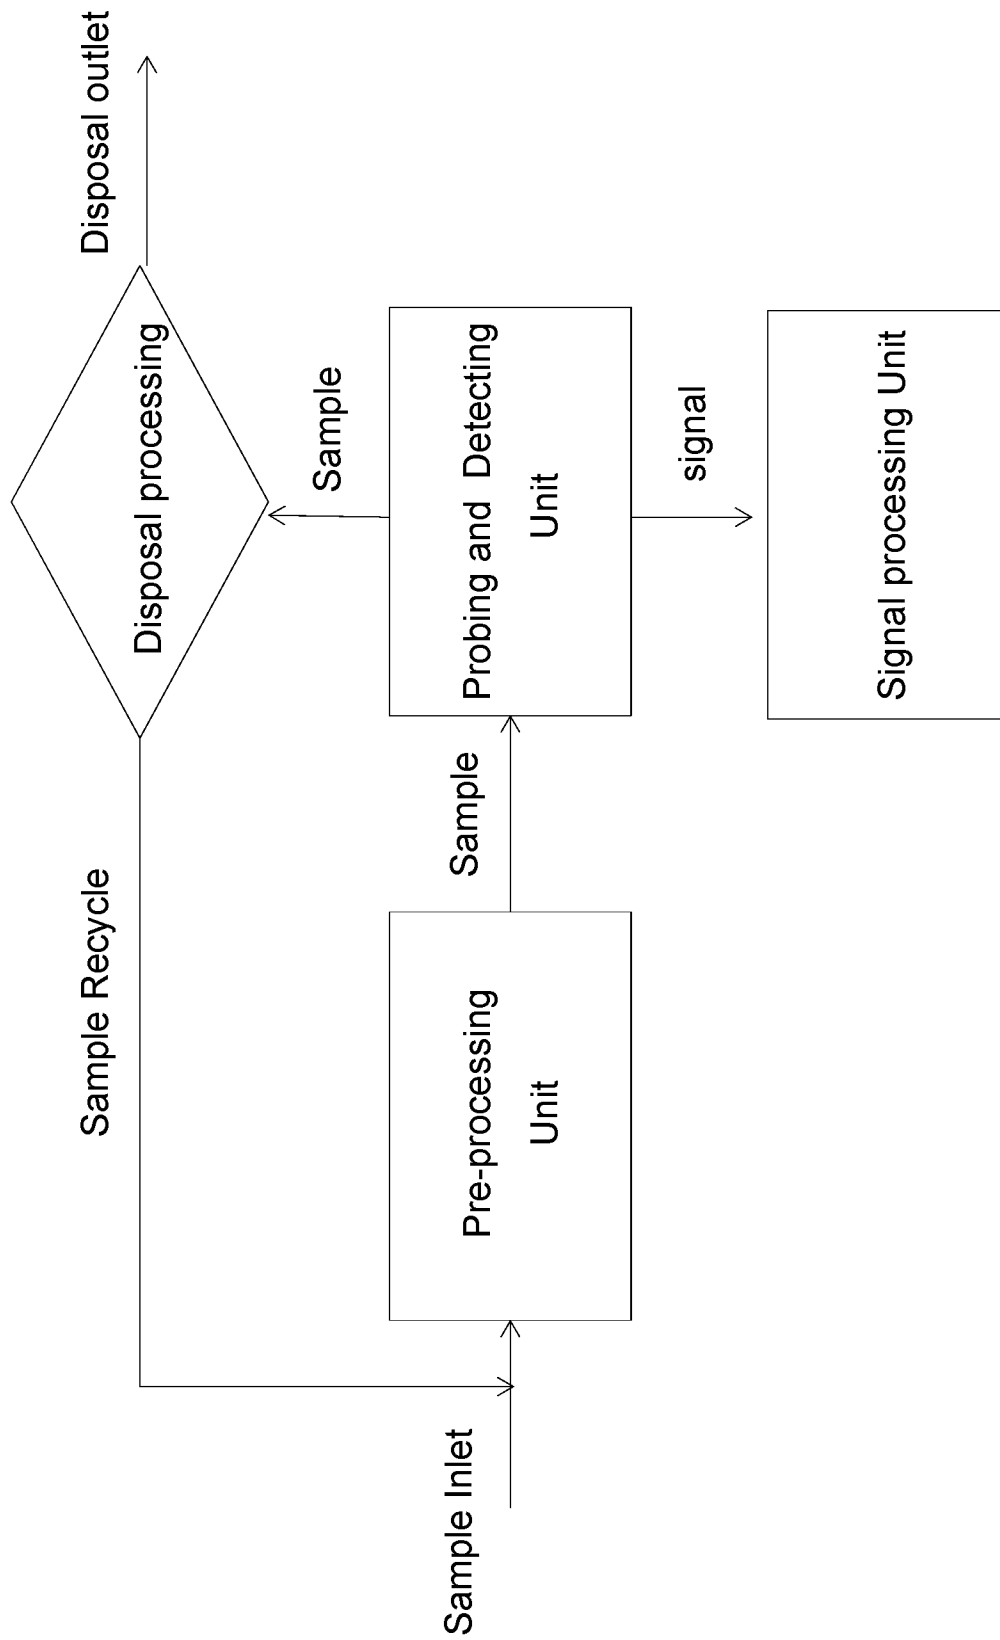 Disposal outlet
Sample Recycle
Disposal processing
Sample
Sample Inlet
Pre-processing
Unit
Sample
Probing and Detecting
Unit
signal
Signal processing Unit